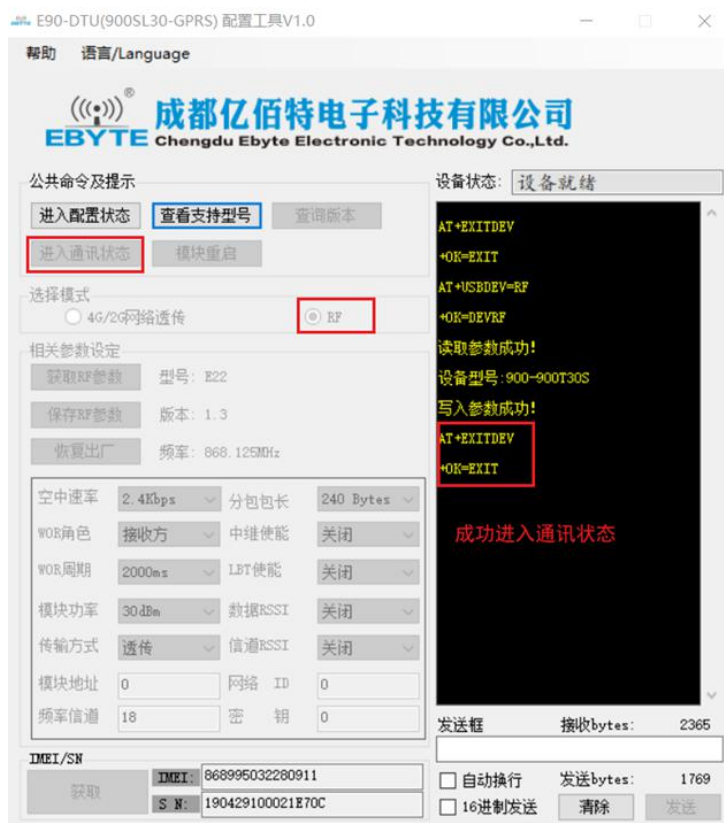 E90-DTU(900SL30-GPRS) 配置工具V1.0
帮助 语言/Language
((·))®
EBYTE 成都亿佰特电子科技有限公司
Chengdu Ebyte Electronic Technology Co.,Ltd.
公共命令及提示
进入配置状态 查看支持型号 查询版本
进入通讯状态 模块重启
选择模式
4G/2G网络透传 RF
相关参数设定
获取RF参数 型号: E22
保存RF参数 版本: 1.3
恢复出厂 频率: 868.125MHz
空中速率 2.4Kbps 分包包长 240 Bytes
WOR角色 接收方 中继使能 关闭
WOR周期 2000ms LBT使能 关闭
模块功率 30dBm 数据RSSI 关闭
传输方式 透传 信道RSSI 关闭
模块地址 0 网络 ID 0
频率信道 18 密 钥 0
IMEI/SN
获取 IMEI: 868995032280911
S N: 190429100021E70C
设备状态: 设备就绪
AT+EXITDEV
+OK=EXIT
AT+USBDEV=RF
+OK=DEVRF
读取参数成功!
设备型号:900-900T30S
写入参数成功!
AT+EXITDEV
+OK=EXIT
成功进入通讯状态
发送框 接收bytes: 2365
自动换行 发送bytes: 1769
16进制发送 清除 发送